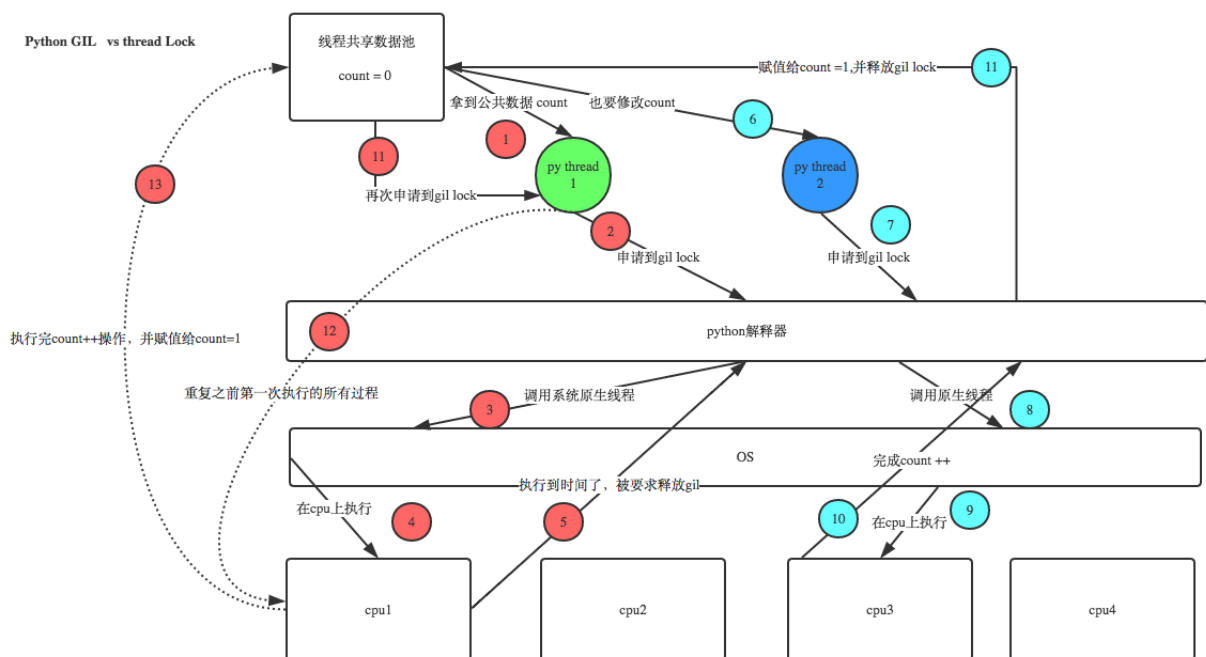 Python GIL vs thread Lock
线程共享数据池
count = 0
赋值给count =1,并释放gil lock
11
拿到公共数据 count
也要修改count
6
1
11
13
py thread
1
py thread
2
再次申请到gil lock
2
7
申请到gil lock
申请到gil lock
执行完count++操作，并赋值给count=1
12
python解释器
重复之前第一次执行的所有过程
3
调用系统原生线程
调用原生线程
8
OS
完成count ++
执行到时间了，被要求释放gil
在cpu上执行
4
5
10
在cpu上执行
9
cpu1
cpu2
cpu3
cpu4